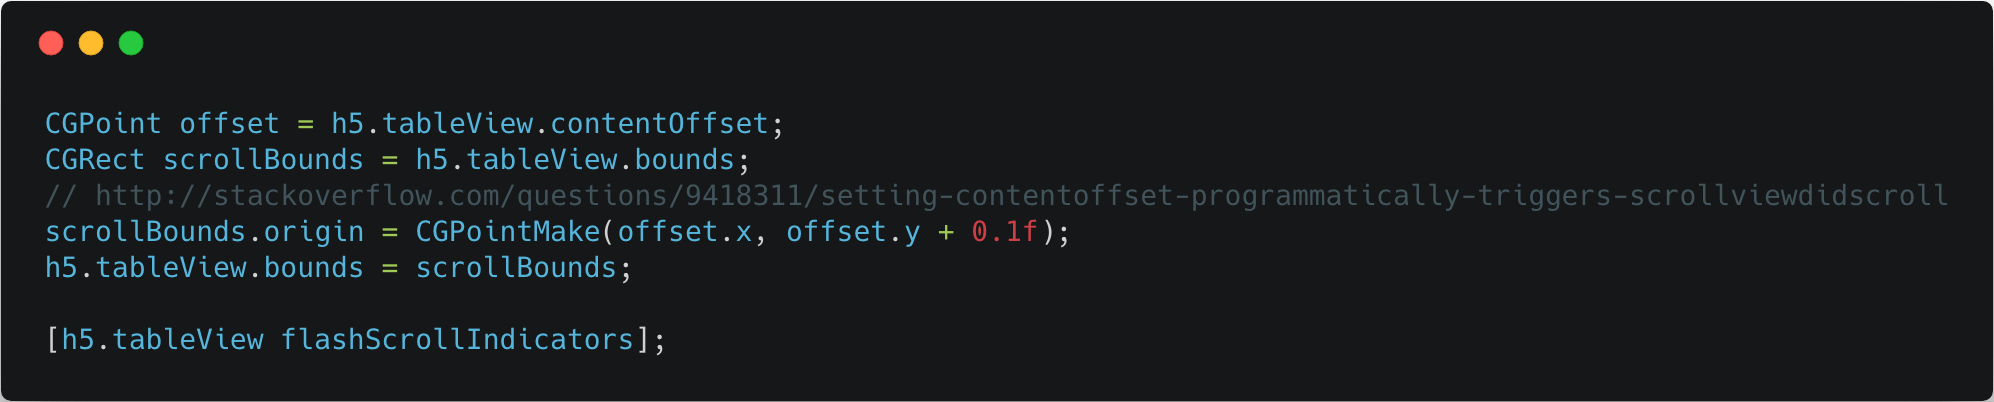 CGPoint offset = h5.tableView.contentOffset;
CGRect scrollBounds = h5.tableView.bounds;
// http://stackoverflow.com/questions/9418311/setting-contentoffset-programmatically-triggers-scrollviewdidscroll
scrollBounds.origin = CGPointMake(offset.x, offset.y + 0.1f);
h5.tableView.bounds = scrollBounds;
[h5.tableView flashScrollIndicators];